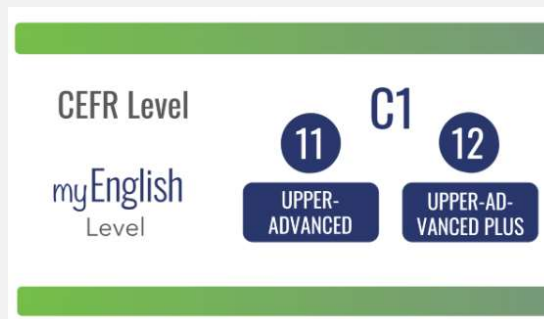 CEFR Level
C1
11
12
myEnglish
Level
UPPER-
ADVANCED
UPPER-AD-
VANCED PLUS